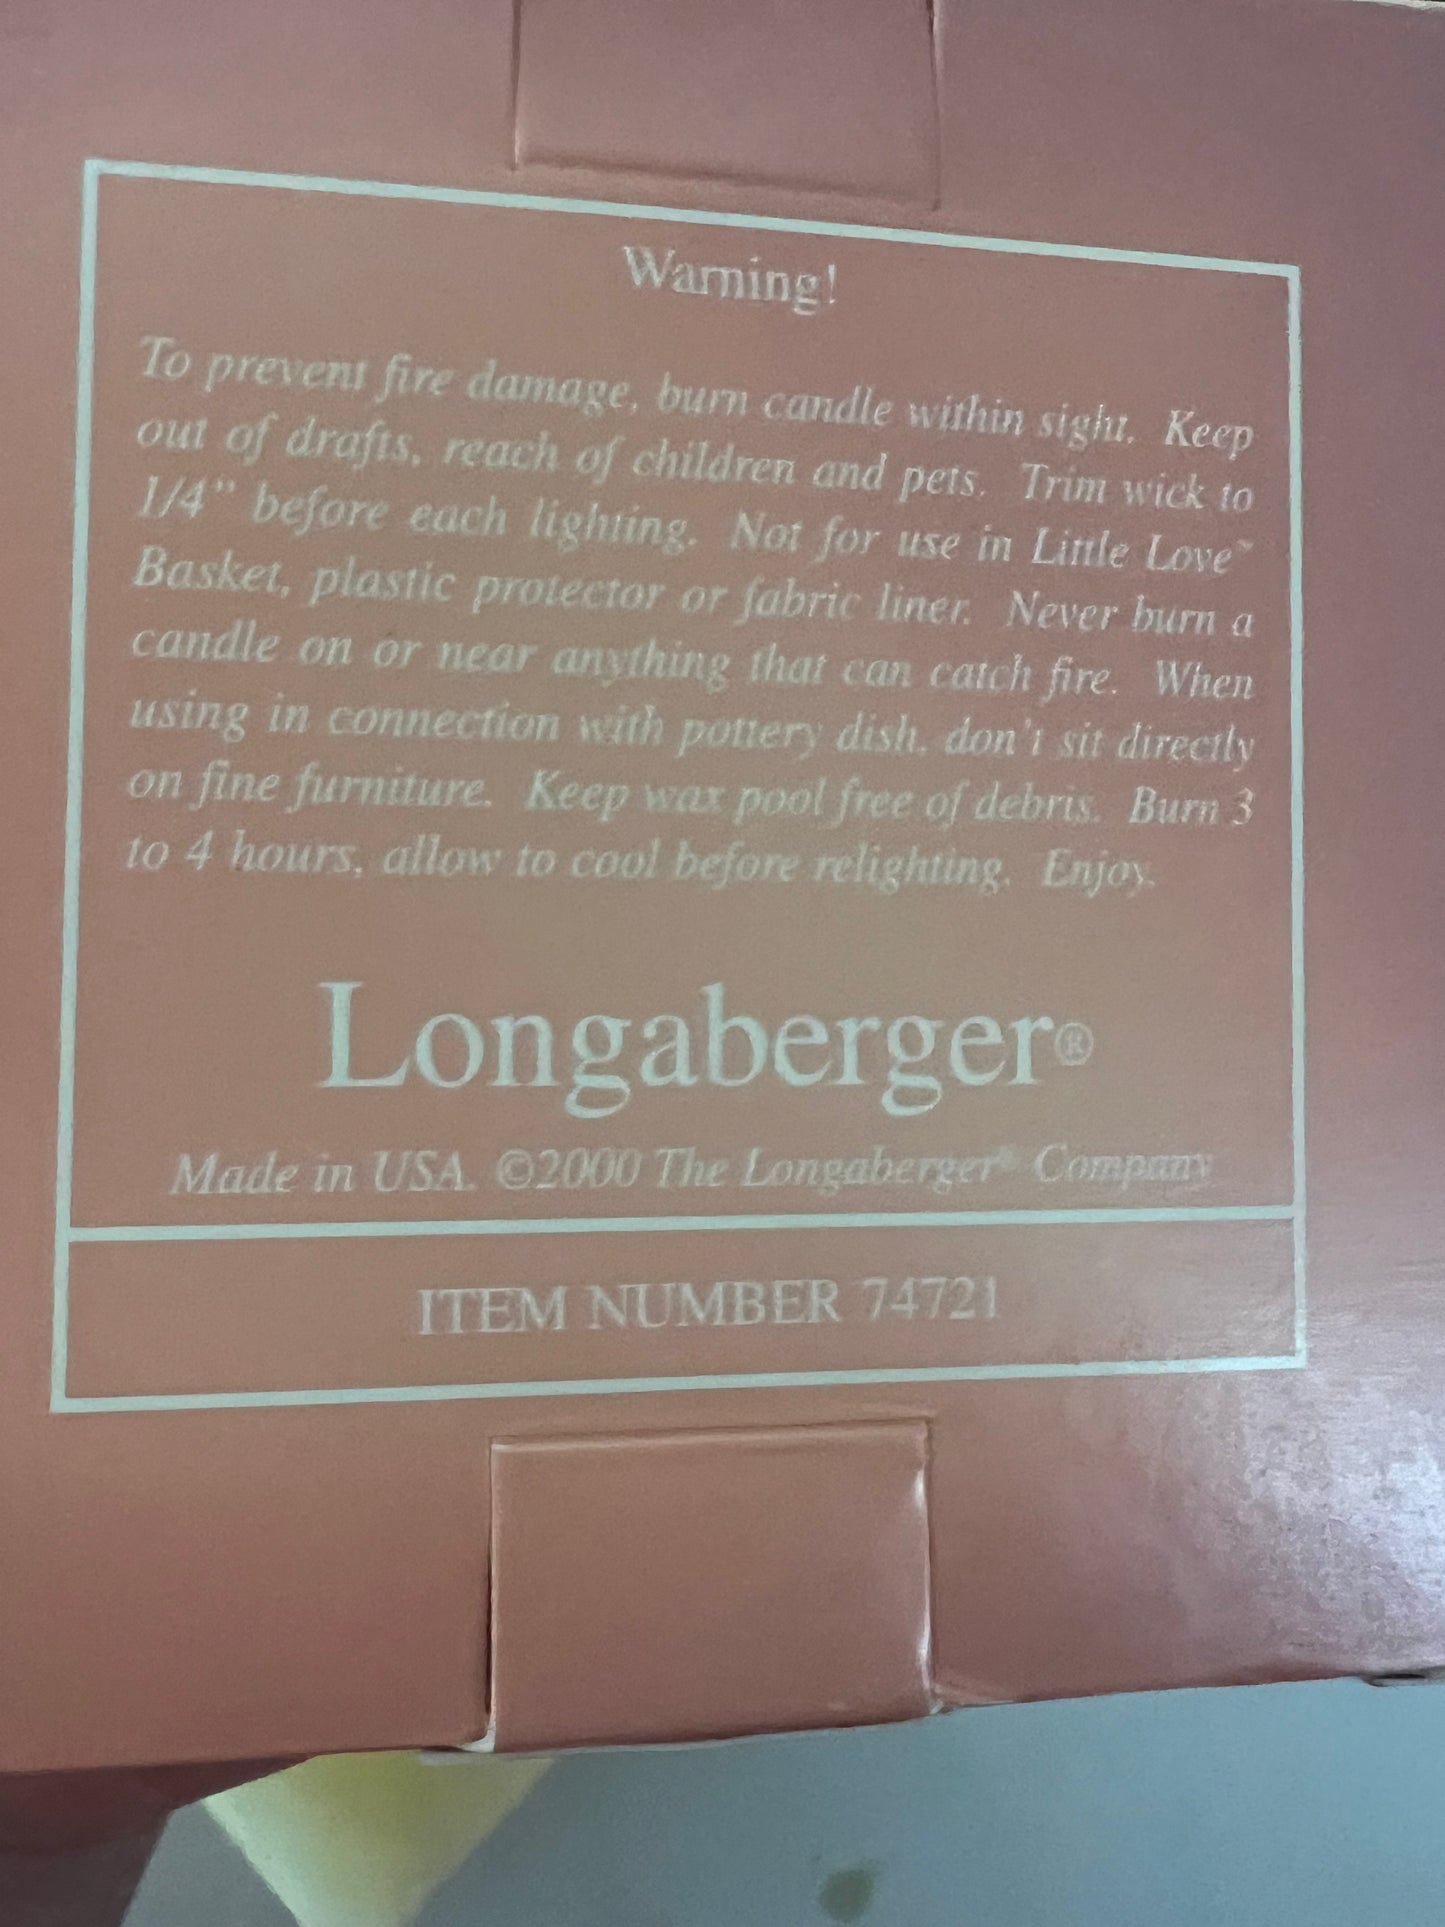 Warning!
To prevent fire damage, burn candle within sight. Keep
out of drafts, reach of children and pets. Trim wick to
1/4" before each lighting. Not for use in Little Love™
Basket, plastic protector or fabric liner. Never burn a
candle on or near anything that can catch fire. When
using in connection with pottery dish, don't sit directly
on fine furniture. Keep wax pool free of debris. Burn 3
to 4 hours, allow to cool before relighting. Enjoy.
Longaberger®
Made in USA. ©2000 The Longaberger® Company
ITEM NUMBER 74721